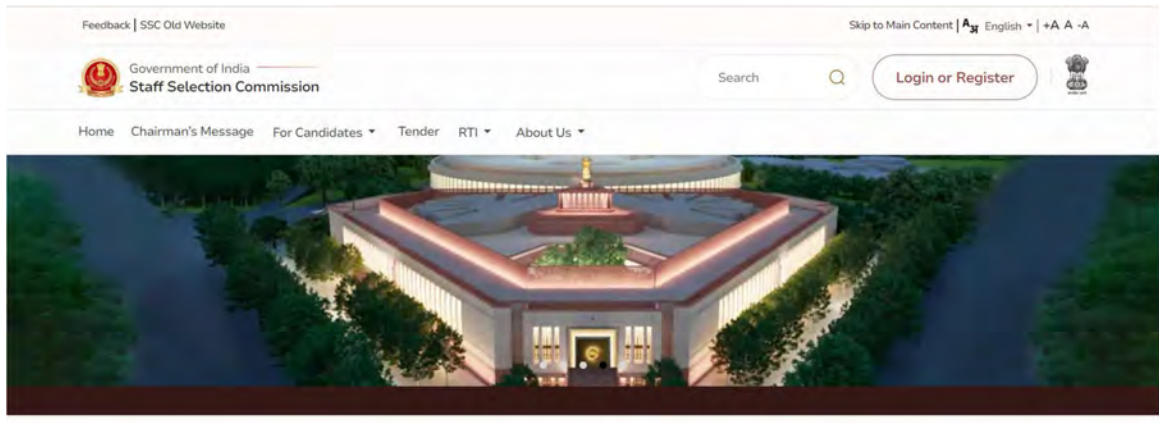 Feedback | SSC Old Website
Skip to Main Content | Aअ English | +A A -A
Government of India
Staff Selection Commission
Search
Login or Register
Home Chairman's Message For Candidates Tender RTI About Us